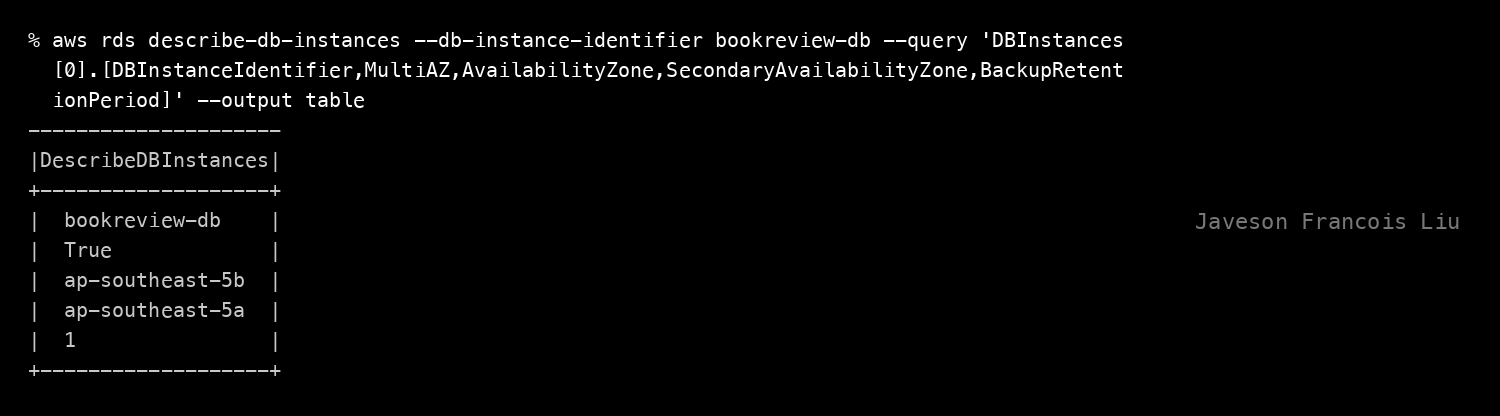 % aws rds describe-db-instances --db-instance-identifier bookreview-db --query 'DBInstances
[0].[DBInstanceIdentifier,MultiAZ,AvailabilityZone,SecondaryAvailabilityZone,BackupRetent
ionPeriod]' --output table
---------------------
|DescribeDBInstances|
+-------------------+
|  bookreview-db    |
Javeson Francois Liu
|  True             |
|  ap-southeast-5b  |
|  ap-southeast-5a  |
|  1                |
+-------------------+